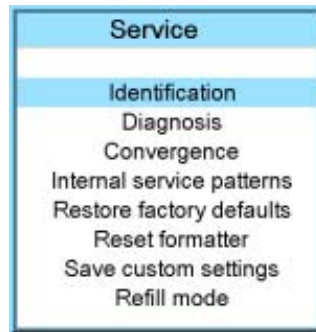 Service
Identification
Diagnosis
Convergence
Internal service patterns
Restore factory defaults
Reset formatter
Save custom settings
Refill mode